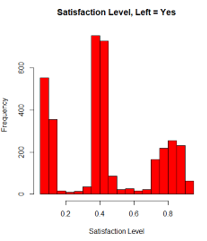 Satisfaction Level, Left = Yes
Frequency
600
400
200
0
0.2 0.4 0.6 0.8
Satisfaction Level